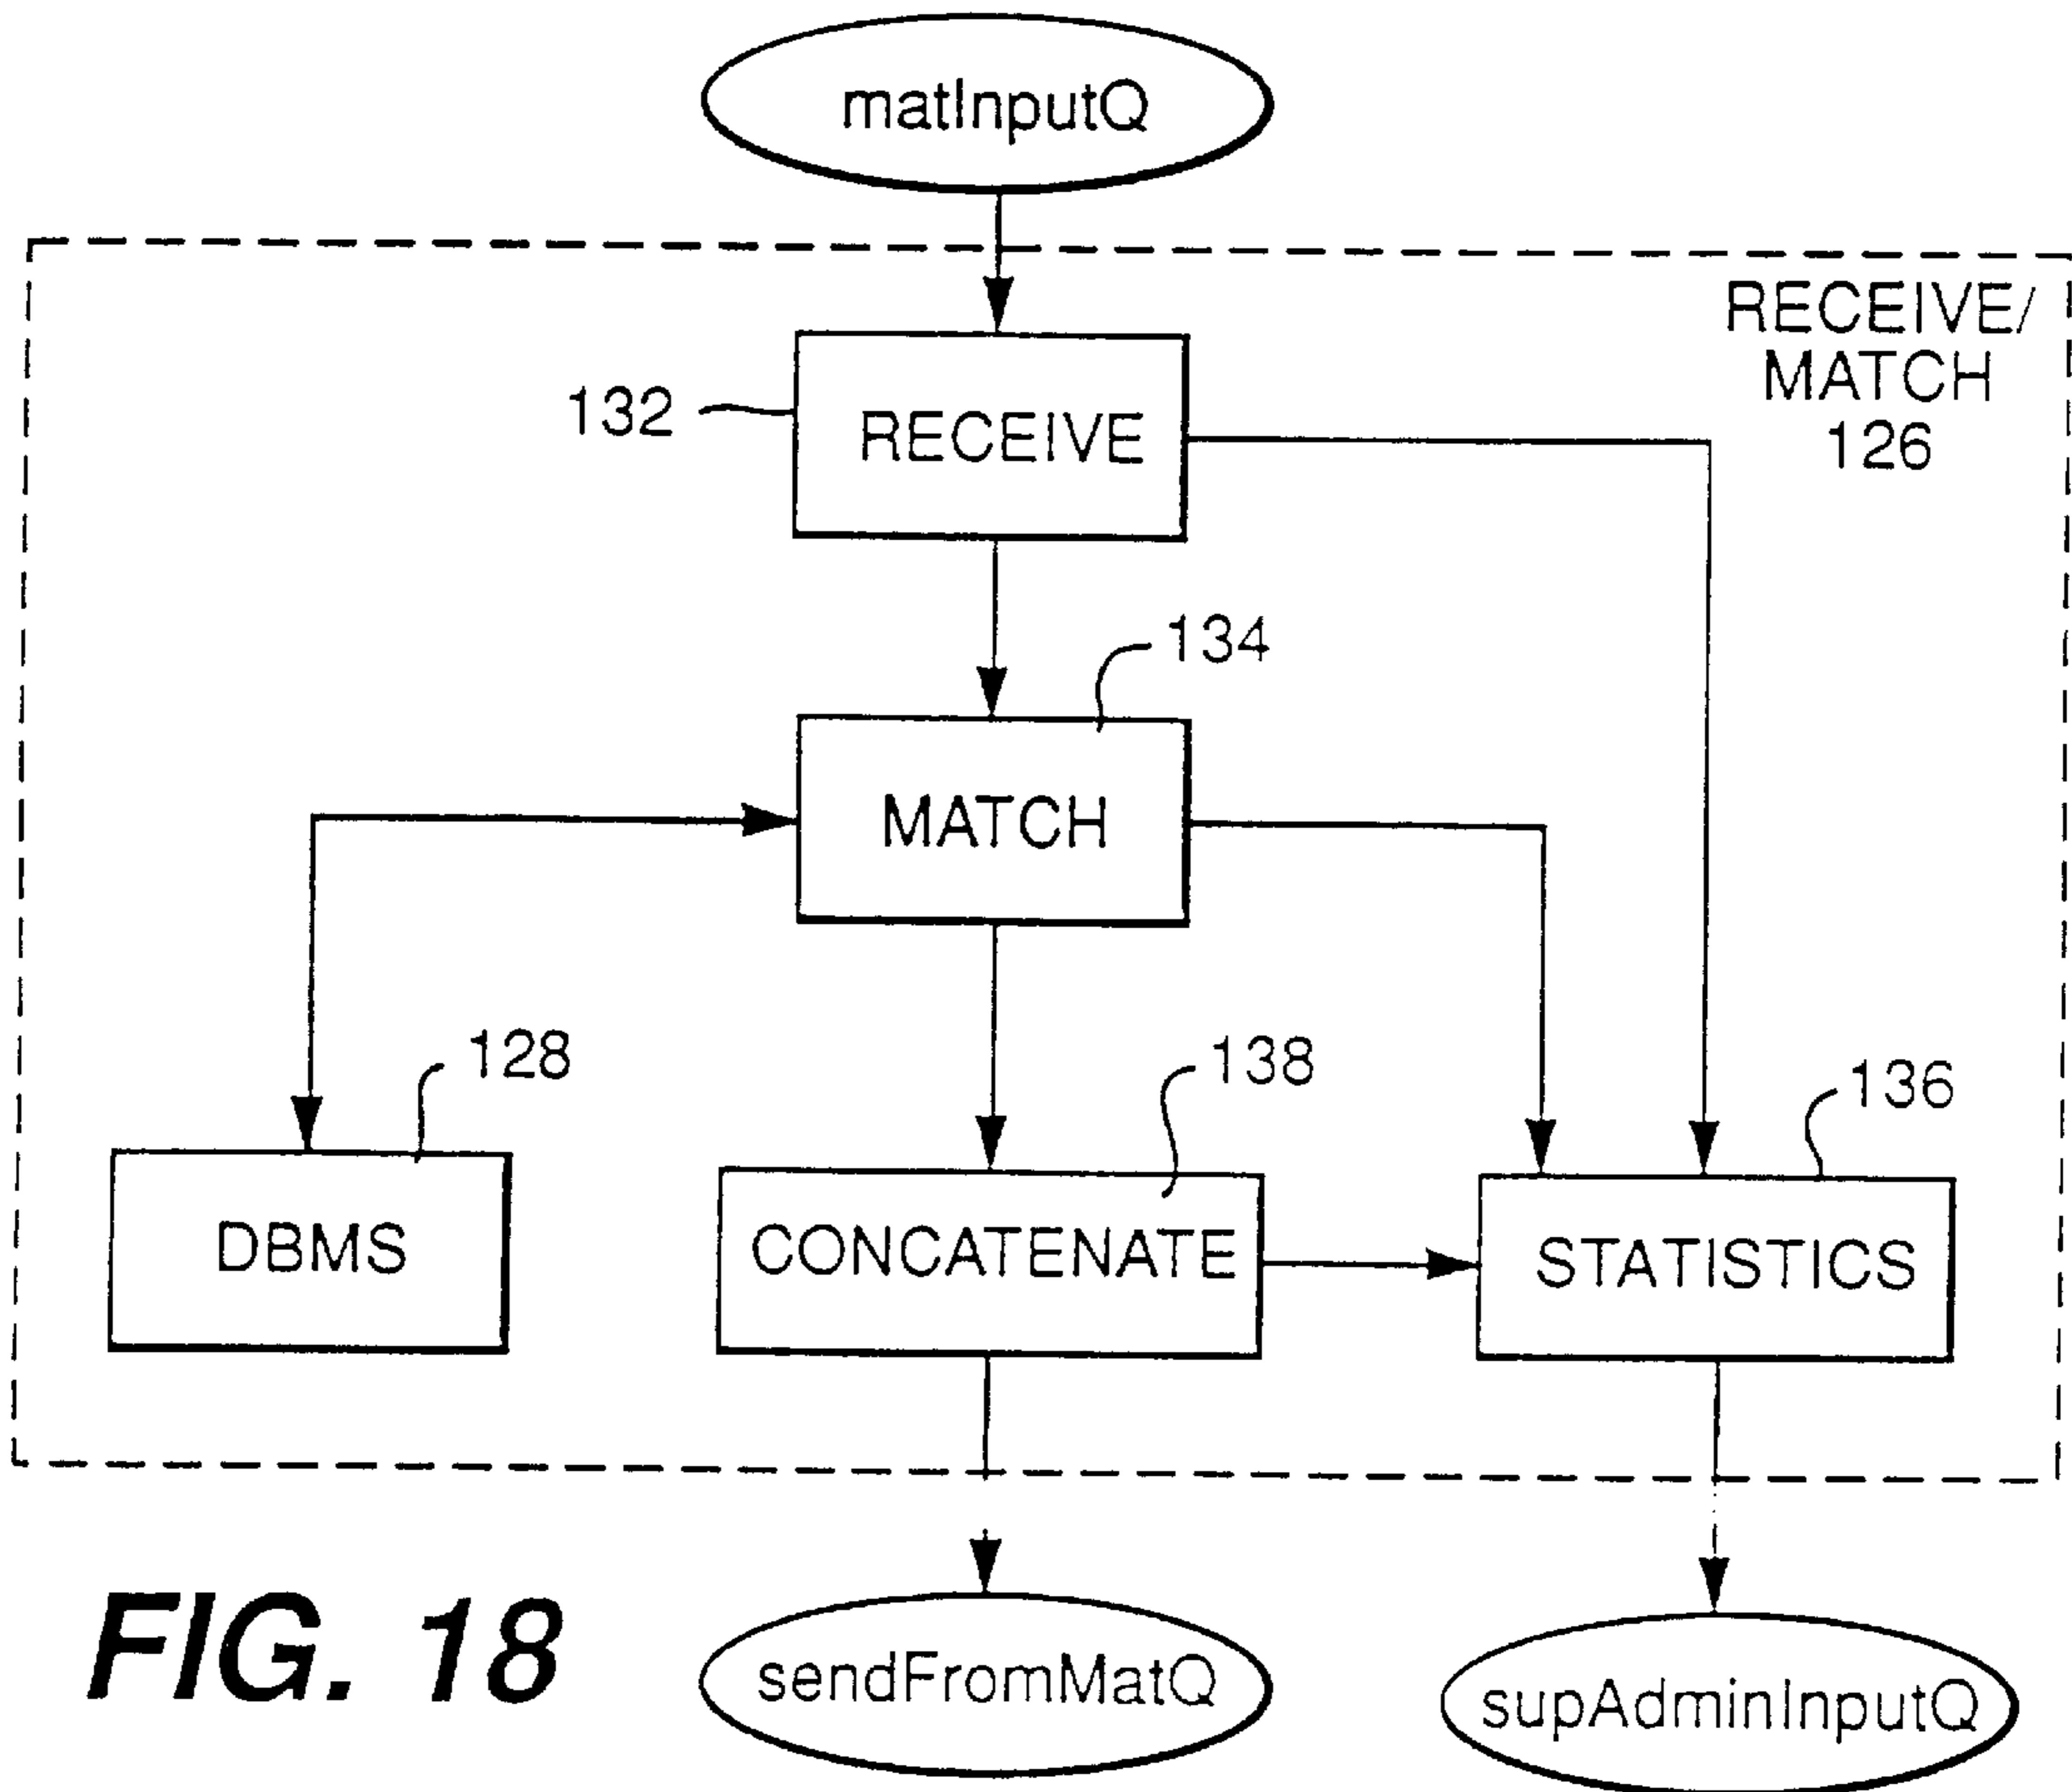 matInputQ
RECEIVE/
MATCH
126
132
RECEIVE
134
MATCH
128
138
136
DBMS
CONCATENATE
STATISTICS
FIG. 18
sendFromMatQ
supAdminInputQ